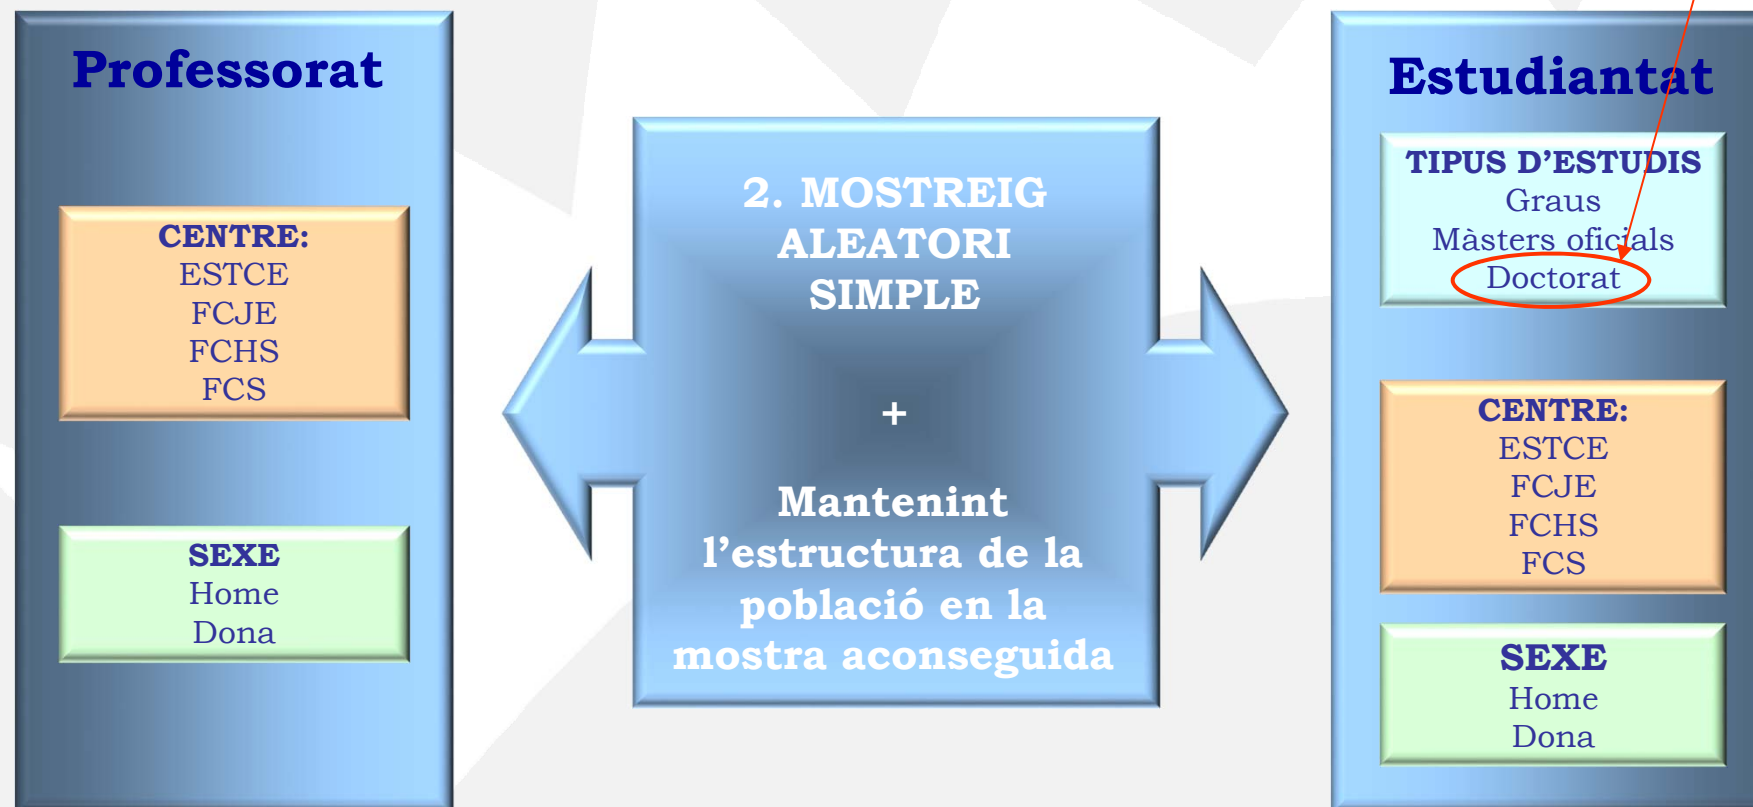 Professorat
CENTRE:
ESTCE
FCJE
FCHS
FCS
SEXE
Home
Dona
2. MOSTREIG
ALEATORI
SIMPLE
+
Mantenint
l’estructura de la
població en la
mostra aconseguida
Estudiantat
TIPUS D’ESTUDIS
Graus
Màsters oficials
Doctorat
CENTRE:
ESTCE
FCJE
FCHS
FCS
SEXE
Home
Dona